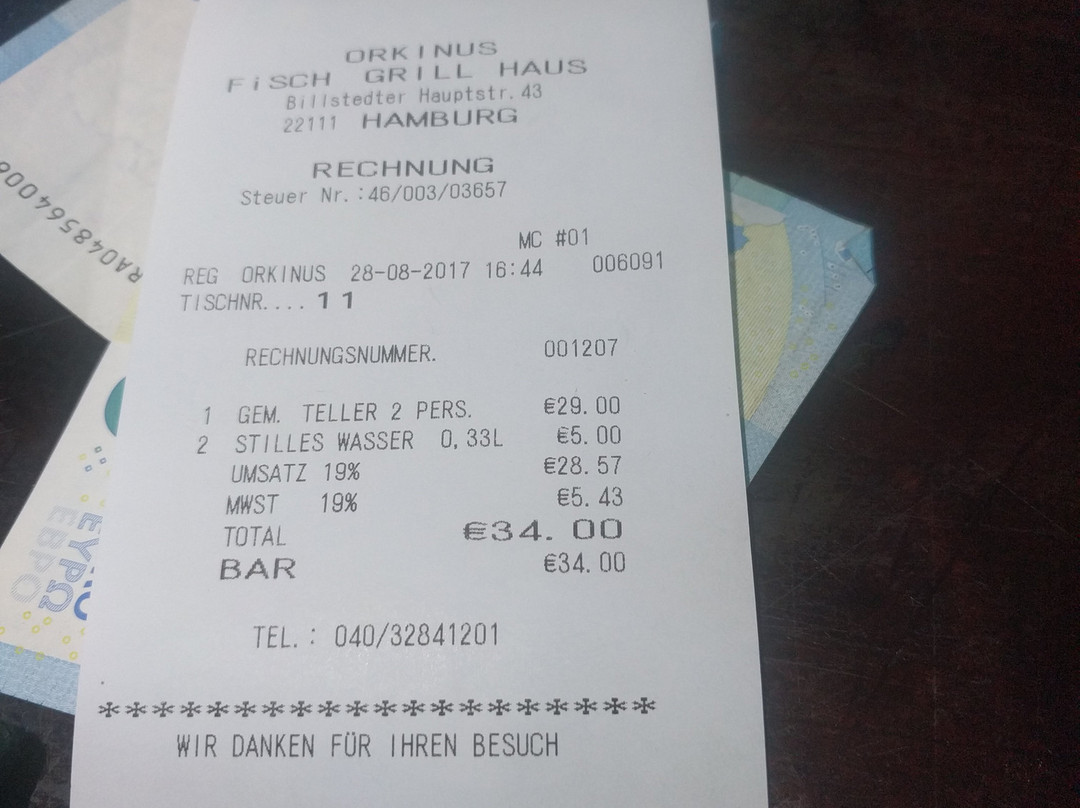 ORKINUS
FiSCH GRILL HAUS
Billstedter Hauptstr. 43
22111 HAMBURG
RECHNUNG
Steuer Nr.:46/003/03657
MC #01
REG ORKINUS 28-08-2017 16:44 006091
TISCHNR.... 11
RECHNUNGSNUMMER. 001207
1 GEM. TELLER 2 PERS. €29.00
2 STILLES WASSER 0,33L €5.00
UMSATZ 19% €28.57
MWST 19% €5.43
TOTAL €34.00
BAR €34.00
TEL.: 040/32841201
*********************
WIR DANKEN FÜR IHREN BESUCH
ΕΥΡΩ
ЕВРО